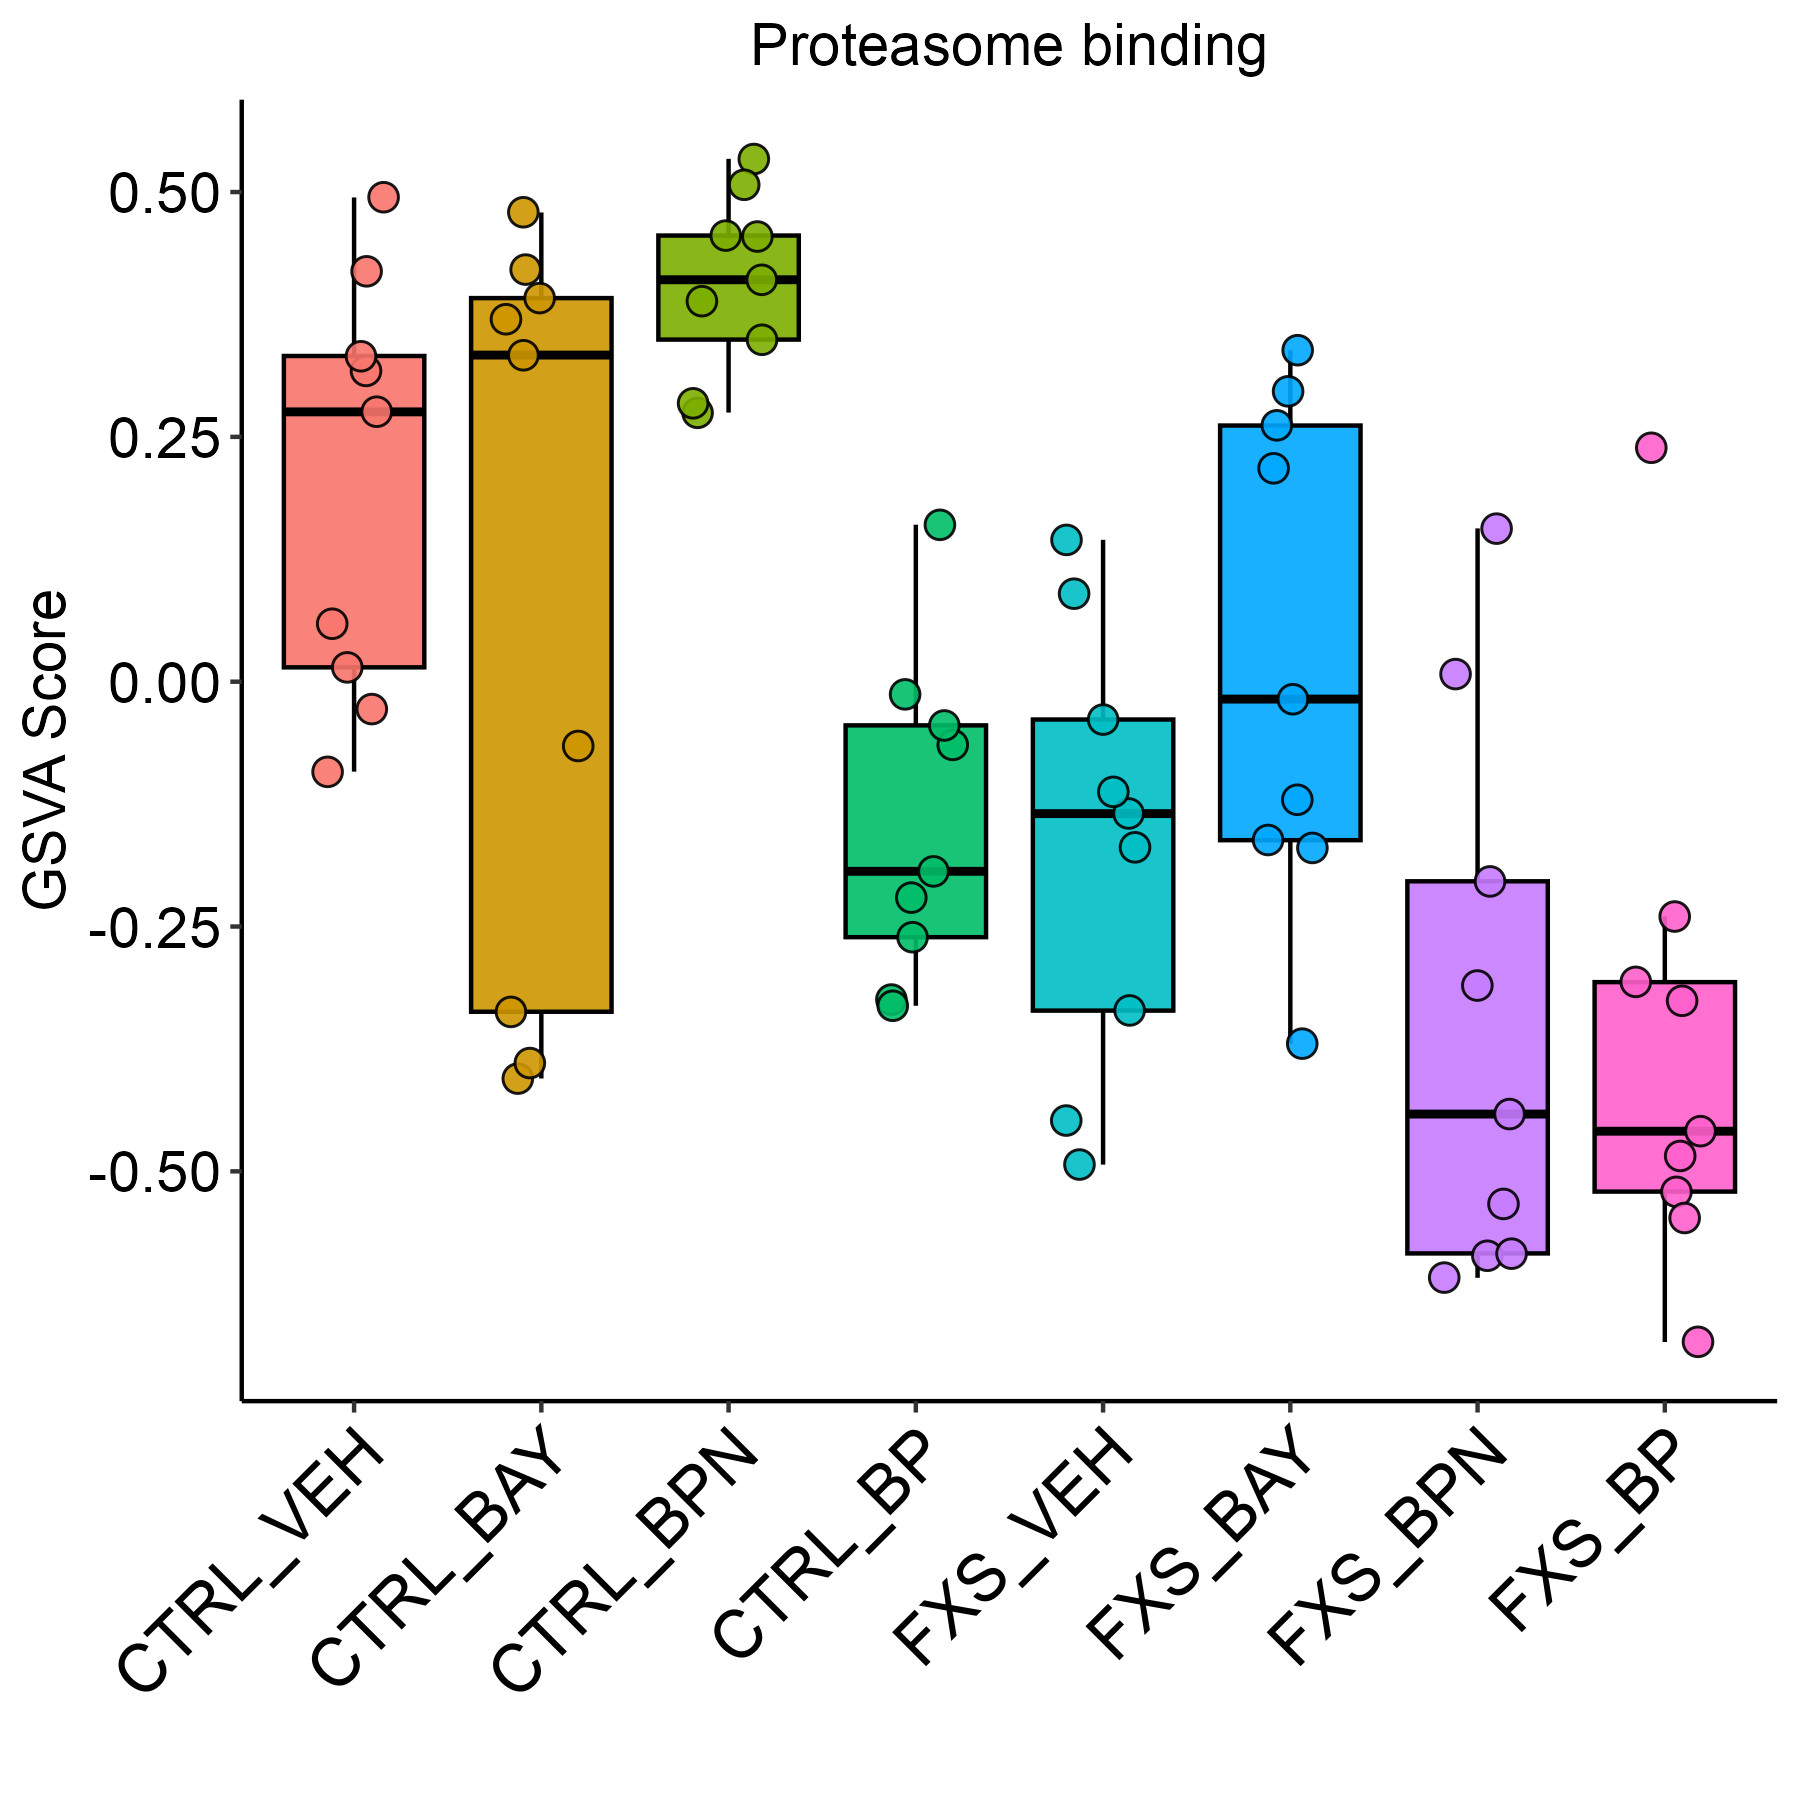 Proteasome binding
GSVA Score
0.50
0.25
0.00
-0.25
-0.50
CTRL_VEH
CTRL_BAY
CTRL_BPN
CTRL_BP
FXS_VEH
FXS_BAY
FXS_BPN
FXS_BP